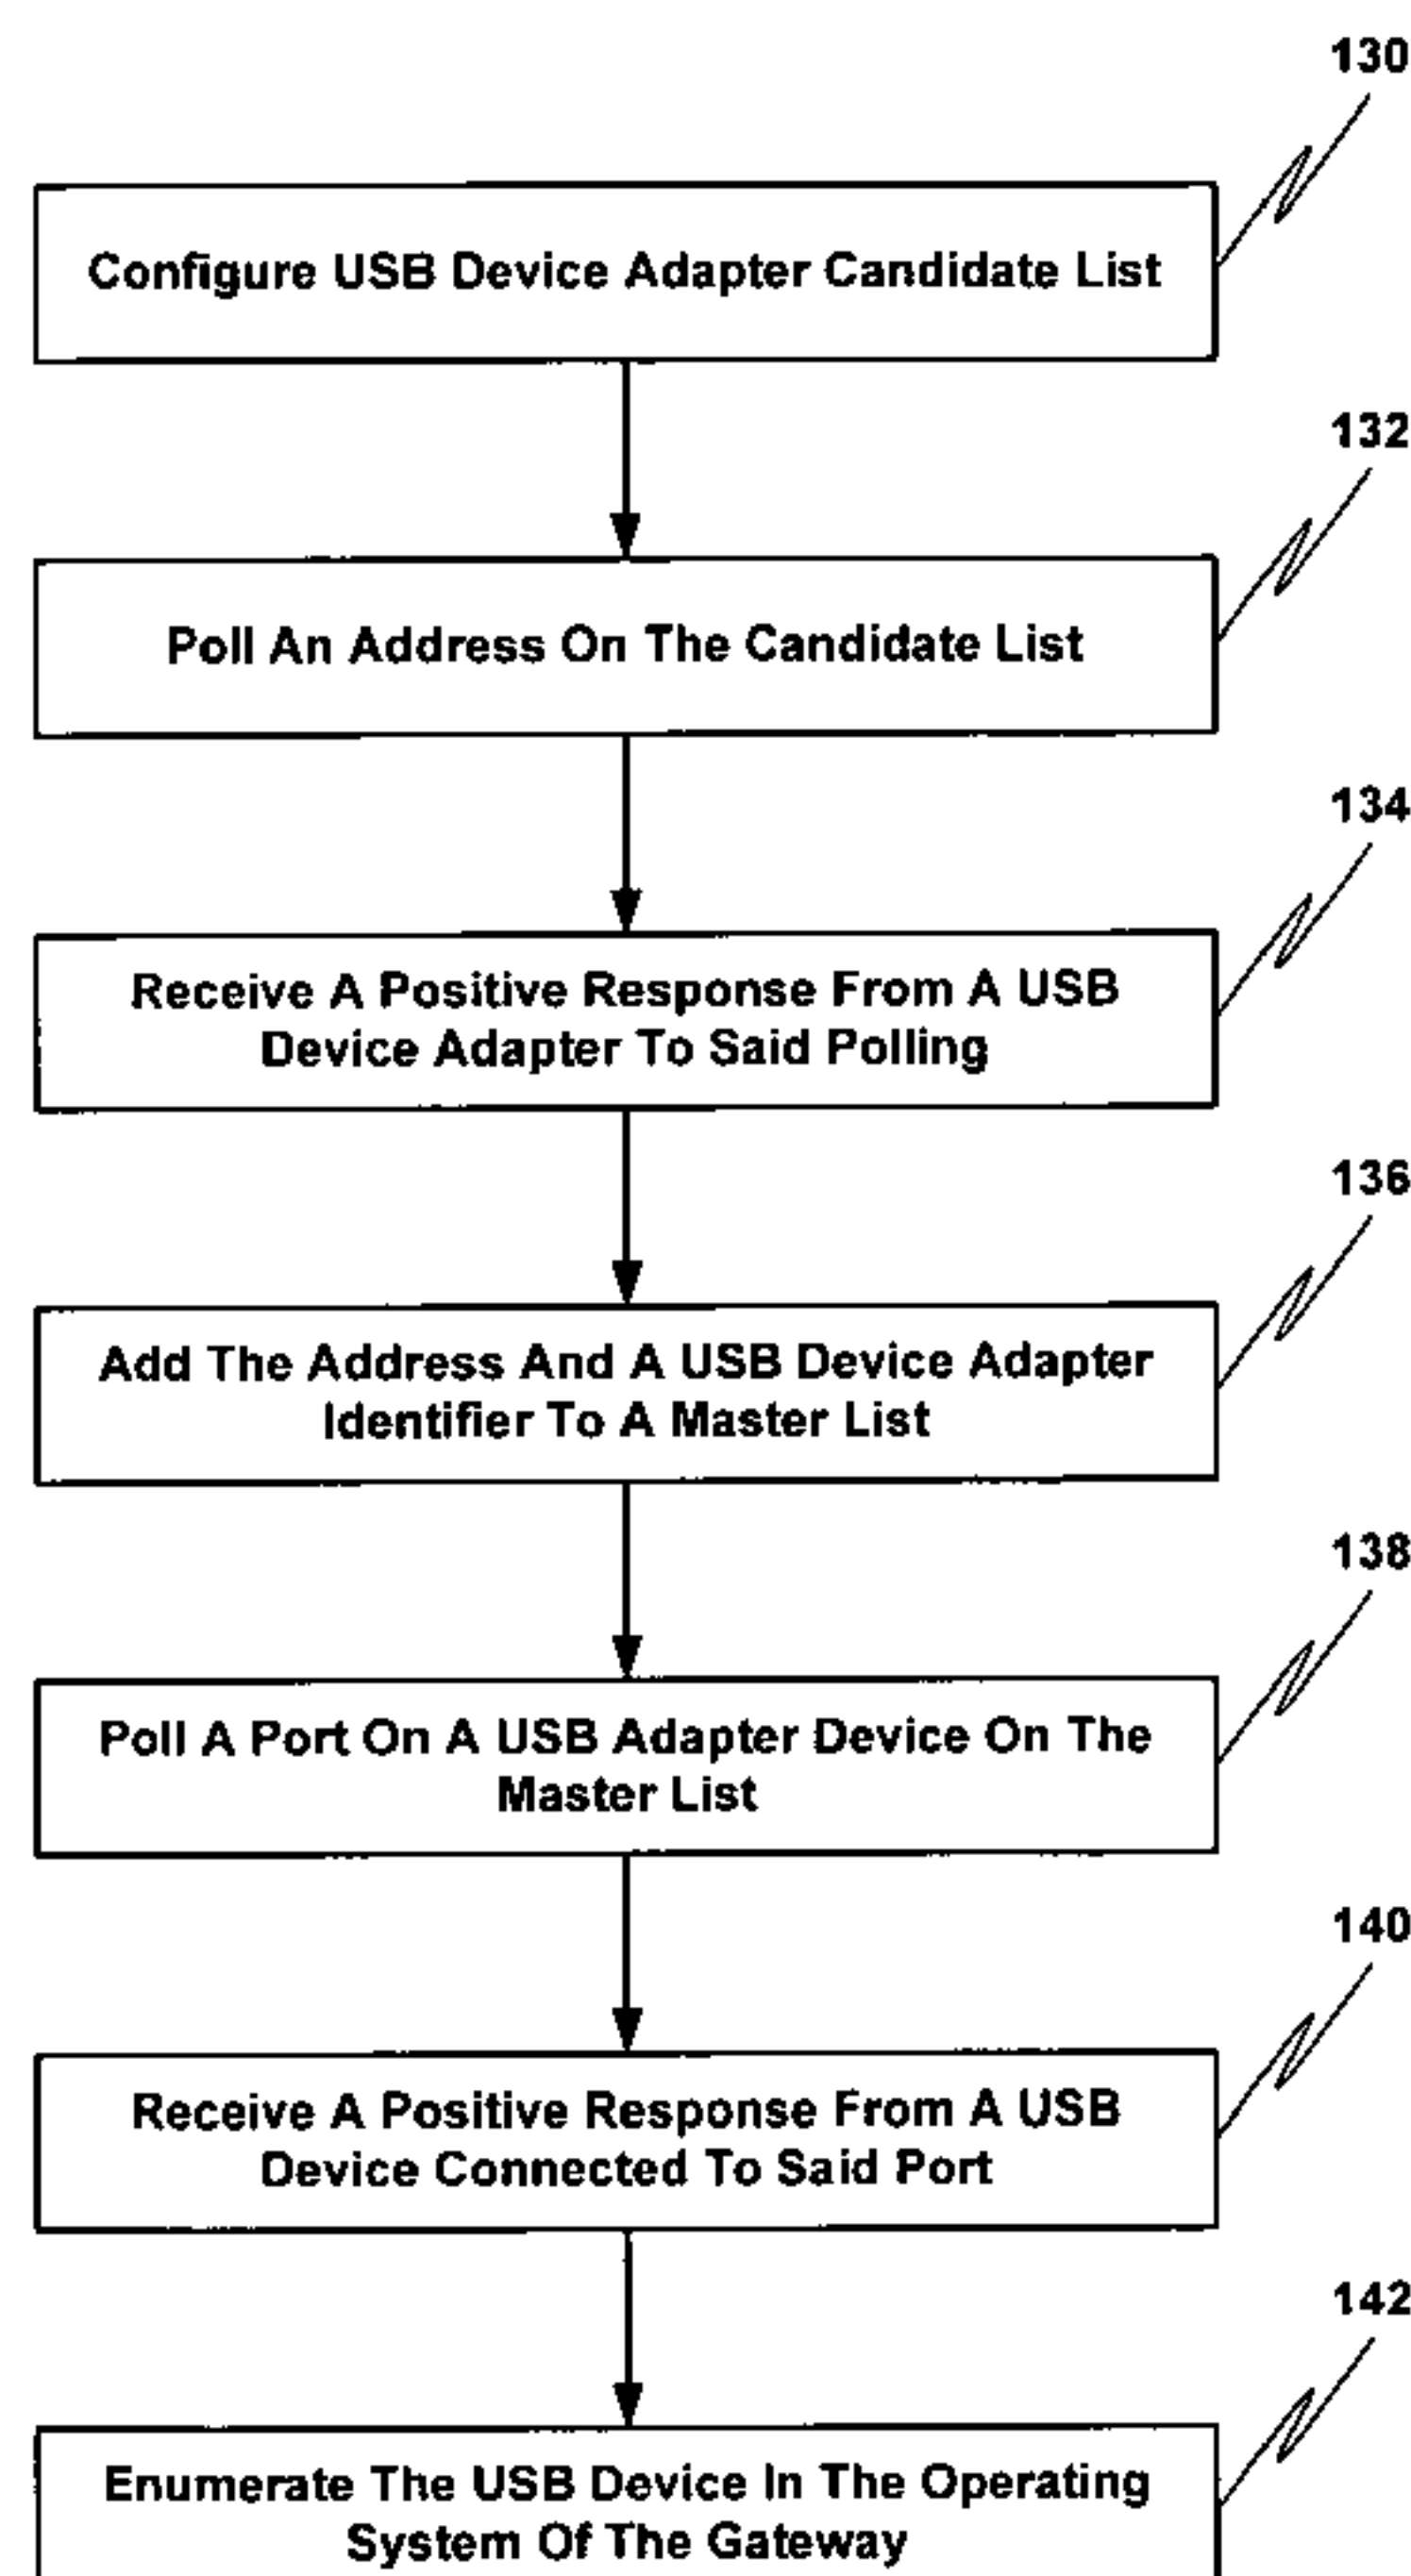 130
Configure USB Device Adapter Candidate List
132
Poll An Address On The Candidate List
134
Receive A Positive Response From A USB
Device Adapter To Said Polling
136
Add The Address And A USB Device Adapter
Identifier To A Master List
138
Poll A Port On A USB Adapter Device On The
Master List
140
Receive A Positive Response From A USB
Device Connected To Said Port
142
Enumerate The USB Device In The Operating
System Of The Gateway